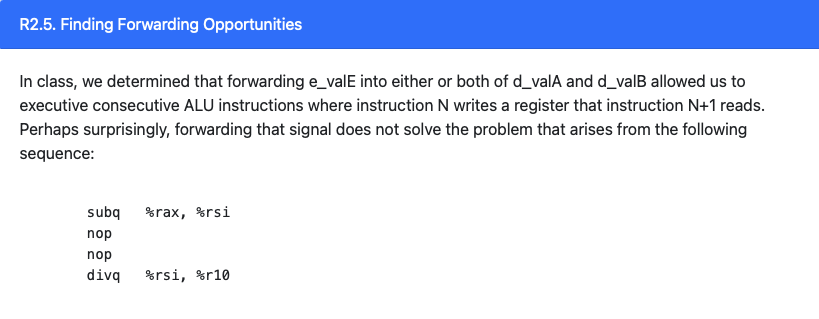 R2.5. Finding Forwarding Opportunities
In class, we determined that forwarding e_valE into either or both of d_valA and d_valB allowed us to
executive consecutive ALU instructions where instruction N writes a register that instruction N+1 reads.
Perhaps surprisingly, forwarding that signal does not solve the problem that arises from the following
sequence:
subq %rax, %rsi
nop
nop
divq %rsi, %r10